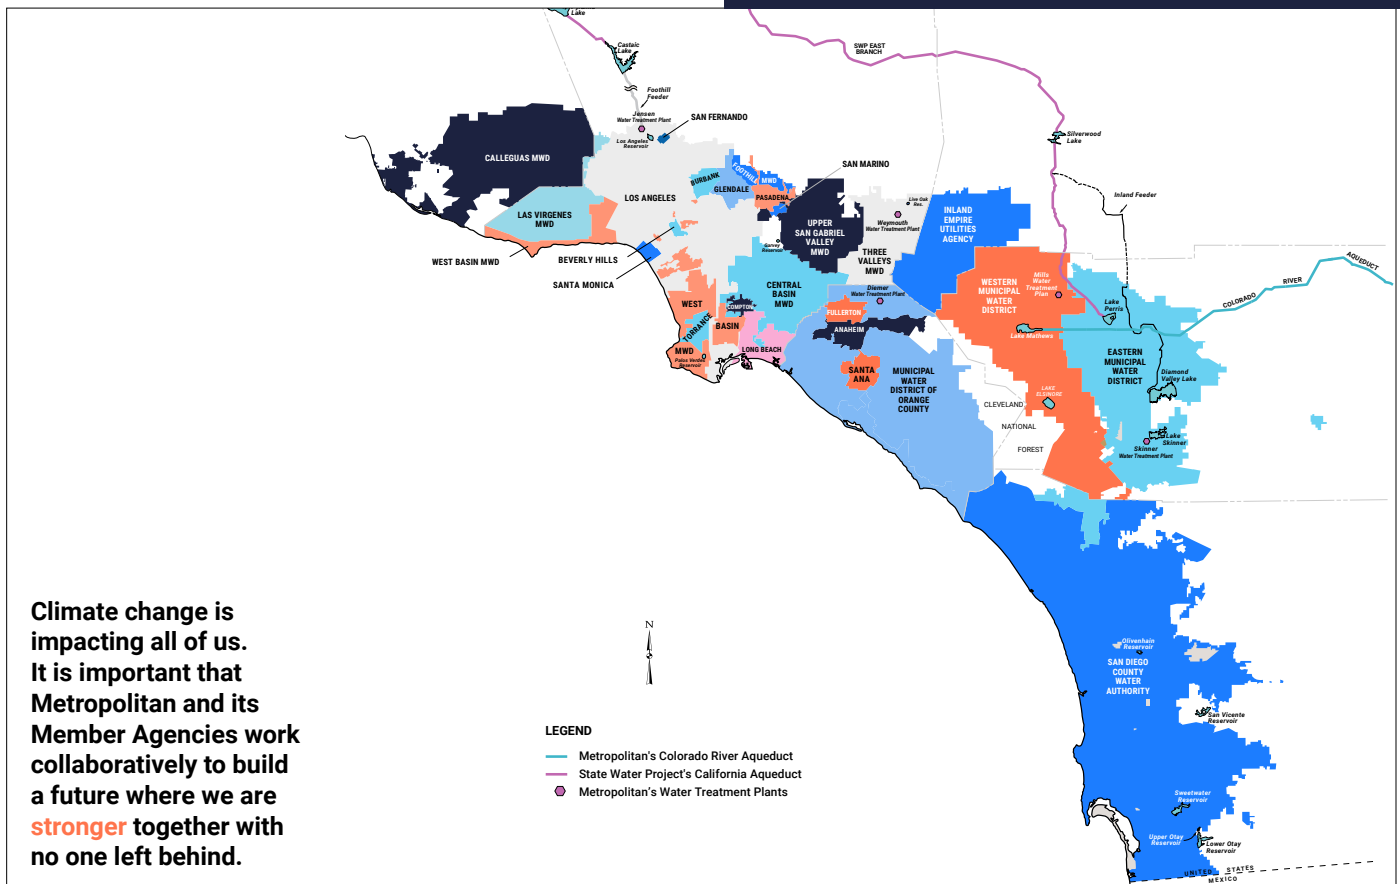 Lake
Castaic
Lake
SWP EAST
BRANCH
Foothill
Feeder
Jensen
Water Treatment Plant
Los Angeles
Reservoir
SAN FERNANDO
Silverwood
Lake
CALLEGUAS MWD
SAN MARINO
BURBANK
FOOTHILL
MWD
GLENDALE
PASADENA
Inland Feeder
LOS ANGELES
LAS VIRGENES
MWD
Live Oak
Res.
Weymouth
Water Treatment Plant
INLAND
EMPIRE
UTILITIES
AGENCY
UPPER
SAN GABRIEL
VALLEY
MWD
Garvey
Reservoir
THREE
VALLEYS
MWD
WEST BASIN MWD
BEVERLY HILLS
SANTA MONICA
AQUEDUCT
RIVER
COLORADO
CENTRAL
BASIN
MWD
Diemer
Water Treatment Plant
WESTERN
MUNICIPAL
WATER
DISTRICT
Mills
Water
Treatment
Plan
Lake
Perris
WEST
COMPTON
FULLERTON
TORRANCE
BASIN
ANAHEIM
Lake Mathews
MWD
LONG BEACH
Palos Verdes
Reservoir
SANTA
ANA
MUNICIPAL
WATER
DISTRICT OF
ORANGE
COUNTY
EASTERN
MUNICIPAL
WATER
DISTRICT
Diamond
Valley Lake
LAKE
ELSINORE
CLEVELAND
NATIONAL
FOREST
Lake
Skinner
Skinner
Water Treatment Plant
Climate change is
impacting all of us.
It is important that
Metropolitan and its
Member Agencies work
collaboratively to build
a future where we are
stronger together with
no one left behind.
N
LEGEND
Metropolitan's Colorado River Aqueduct
State Water Project's California Aqueduct
Metropolitan's Water Treatment Plants
Olivenhain
Reservoir
SAN DIEGO
COUNTY
WATER
AUTHORITY
San Vicente
Reservoir
Sweetwater
Reservoir
Upper Otay
Reservoir
Lower Otay
Reservoir
UNITED STATES
MEXICO